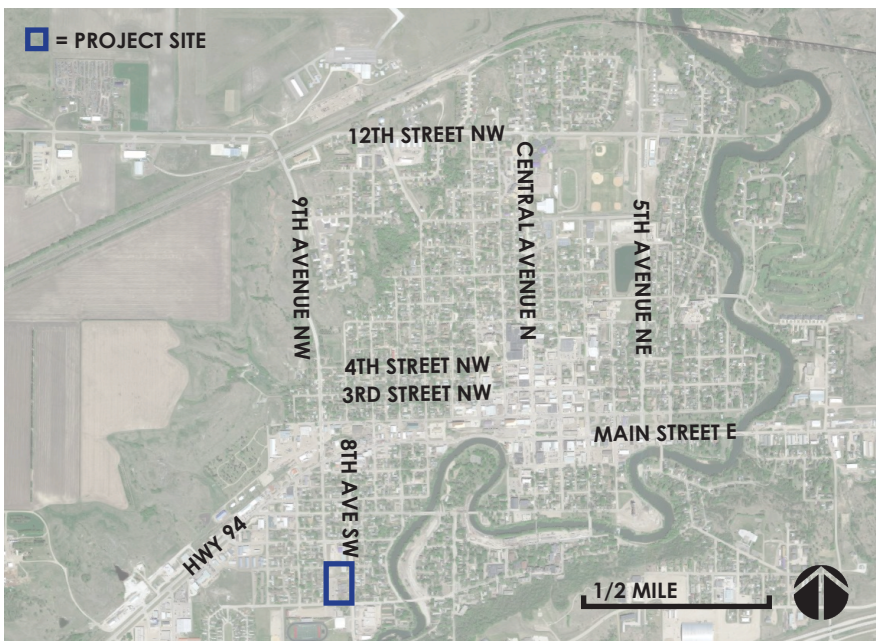 = PROJECT SITE
12TH STREET NW
CENTRAL AVENUE N
9TH AVENUE NW
5TH AVENUE NE
4TH STREET NW
3RD STREET NW
MAIN STREET E
8TH AVE SW
HWY 94
1/2 MILE